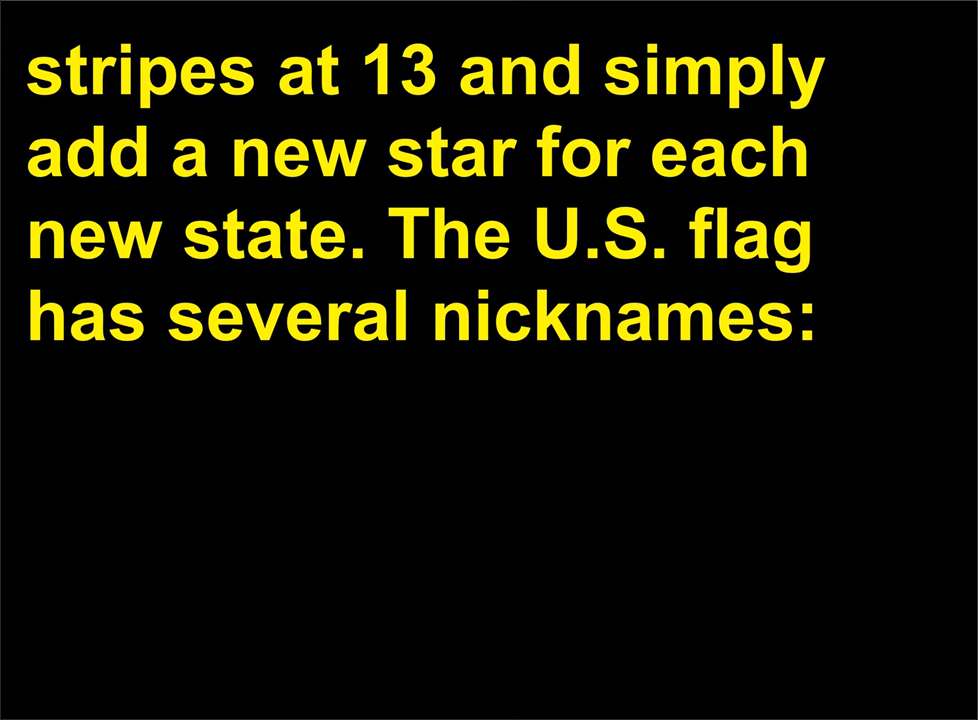 stripes at 13 and simply
add a new star for each
new state. The U.S. flag
has several nicknames: